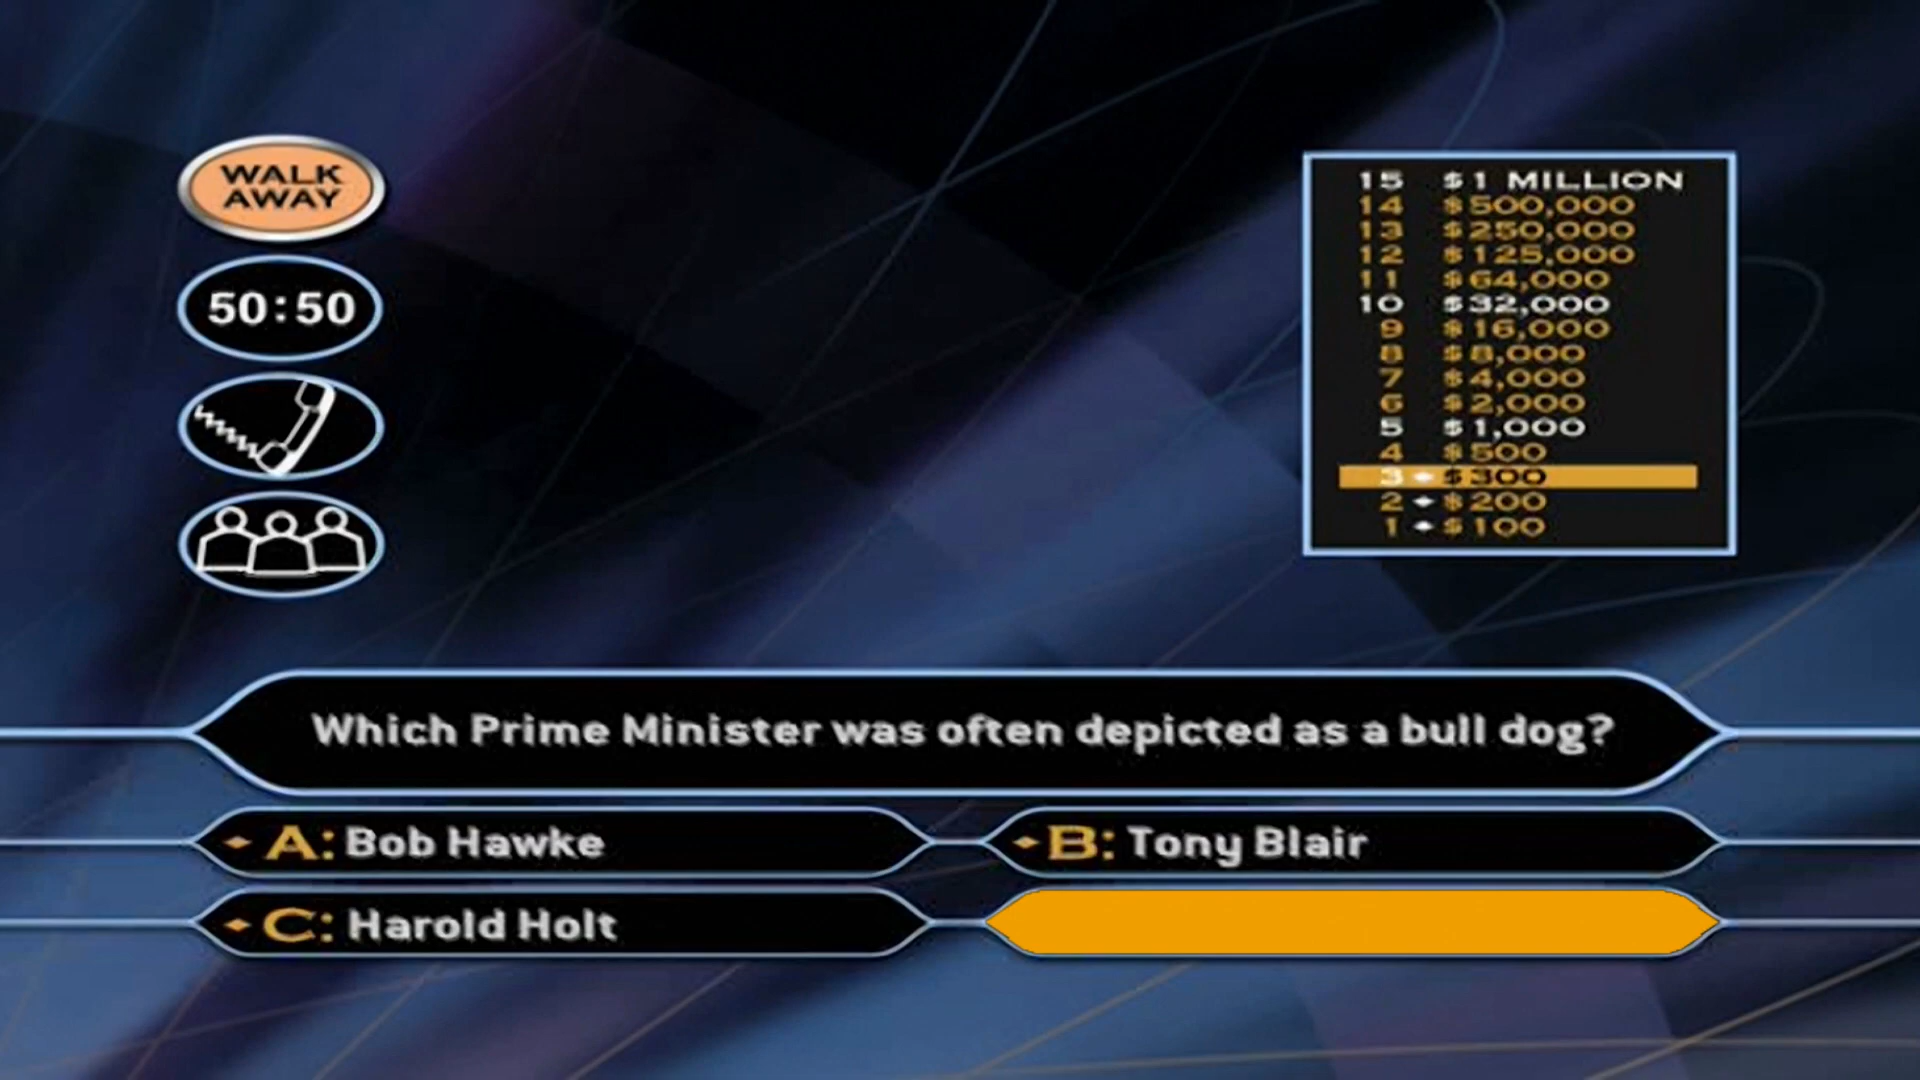 WALK
AWAY
50:50
15 $1 MILLION
14 $500,000
13 $250,000
12 $125,000
11 $64,000
10 $32,000
9 $16,000
8 $8,000
7 $4,000
6 $2,000
5 $1,000
4 $500
3 $300
2 $200
1 $100
Which Prime Minister was often depicted as a bull dog?
A: Bob Hawke
B: Tony Blair
C: Harold Holt